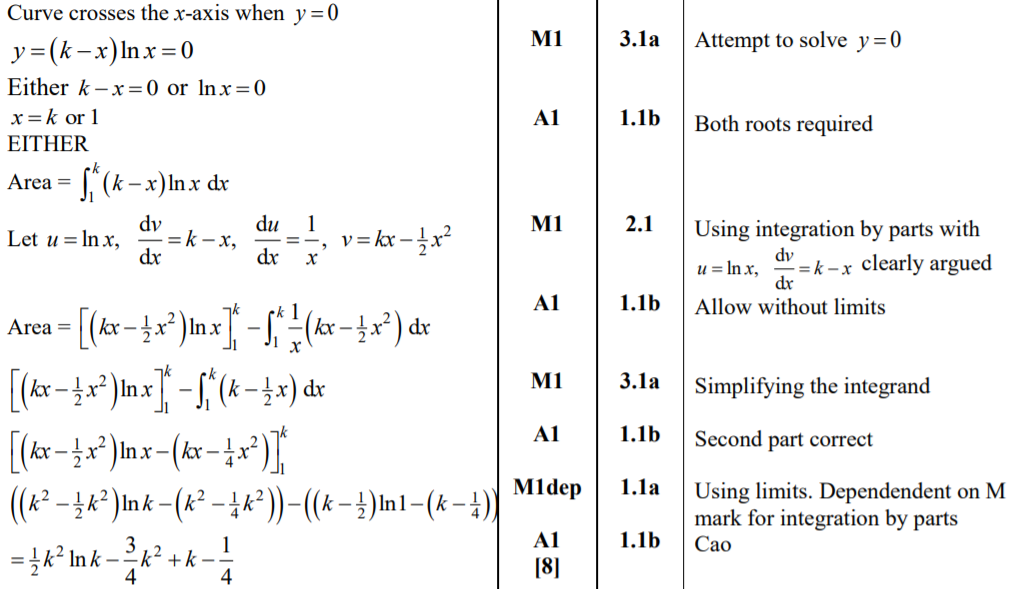 Curve crosses the x-axis when y = 0
y = (k − x) ln x = 0 M1 3.1a Attempt to solve y = 0
Either k − x = 0 or ln x = 0
x = k or 1 A1 1.1b Both roots required
EITHER
Area = ∫₁ᵏ (k − x) ln x dx
Let u = ln x, dv/dx = k − x, du/dx = 1/x, v = kx − ½x² M1 2.1 Using integration by parts with
u = ln x, dv/dx = k − x clearly argued
Area = [(kx − ½x²) ln x]₁ᵏ − ∫₁ᵏ 1/x (kx − ½x²) dx A1 1.1b Allow without limits
[(kx − ½x²) ln x]₁ᵏ − ∫₁ᵏ (k − ½x) dx M1 3.1a Simplifying the integrand
[(kx − ½x²) ln x − (kx − ¼x²)]₁ᵏ A1 1.1b Second part correct
((k² − ½k²) ln k − (k² − ¼k²)) − ((k − ½) ln 1 − (k − ¼)) M1dep 1.1a Using limits. Dependendent on M
mark for integration by parts
= ½k² ln k − 3/4 k² + k − 1/4 A1 1.1b Cao
[8]